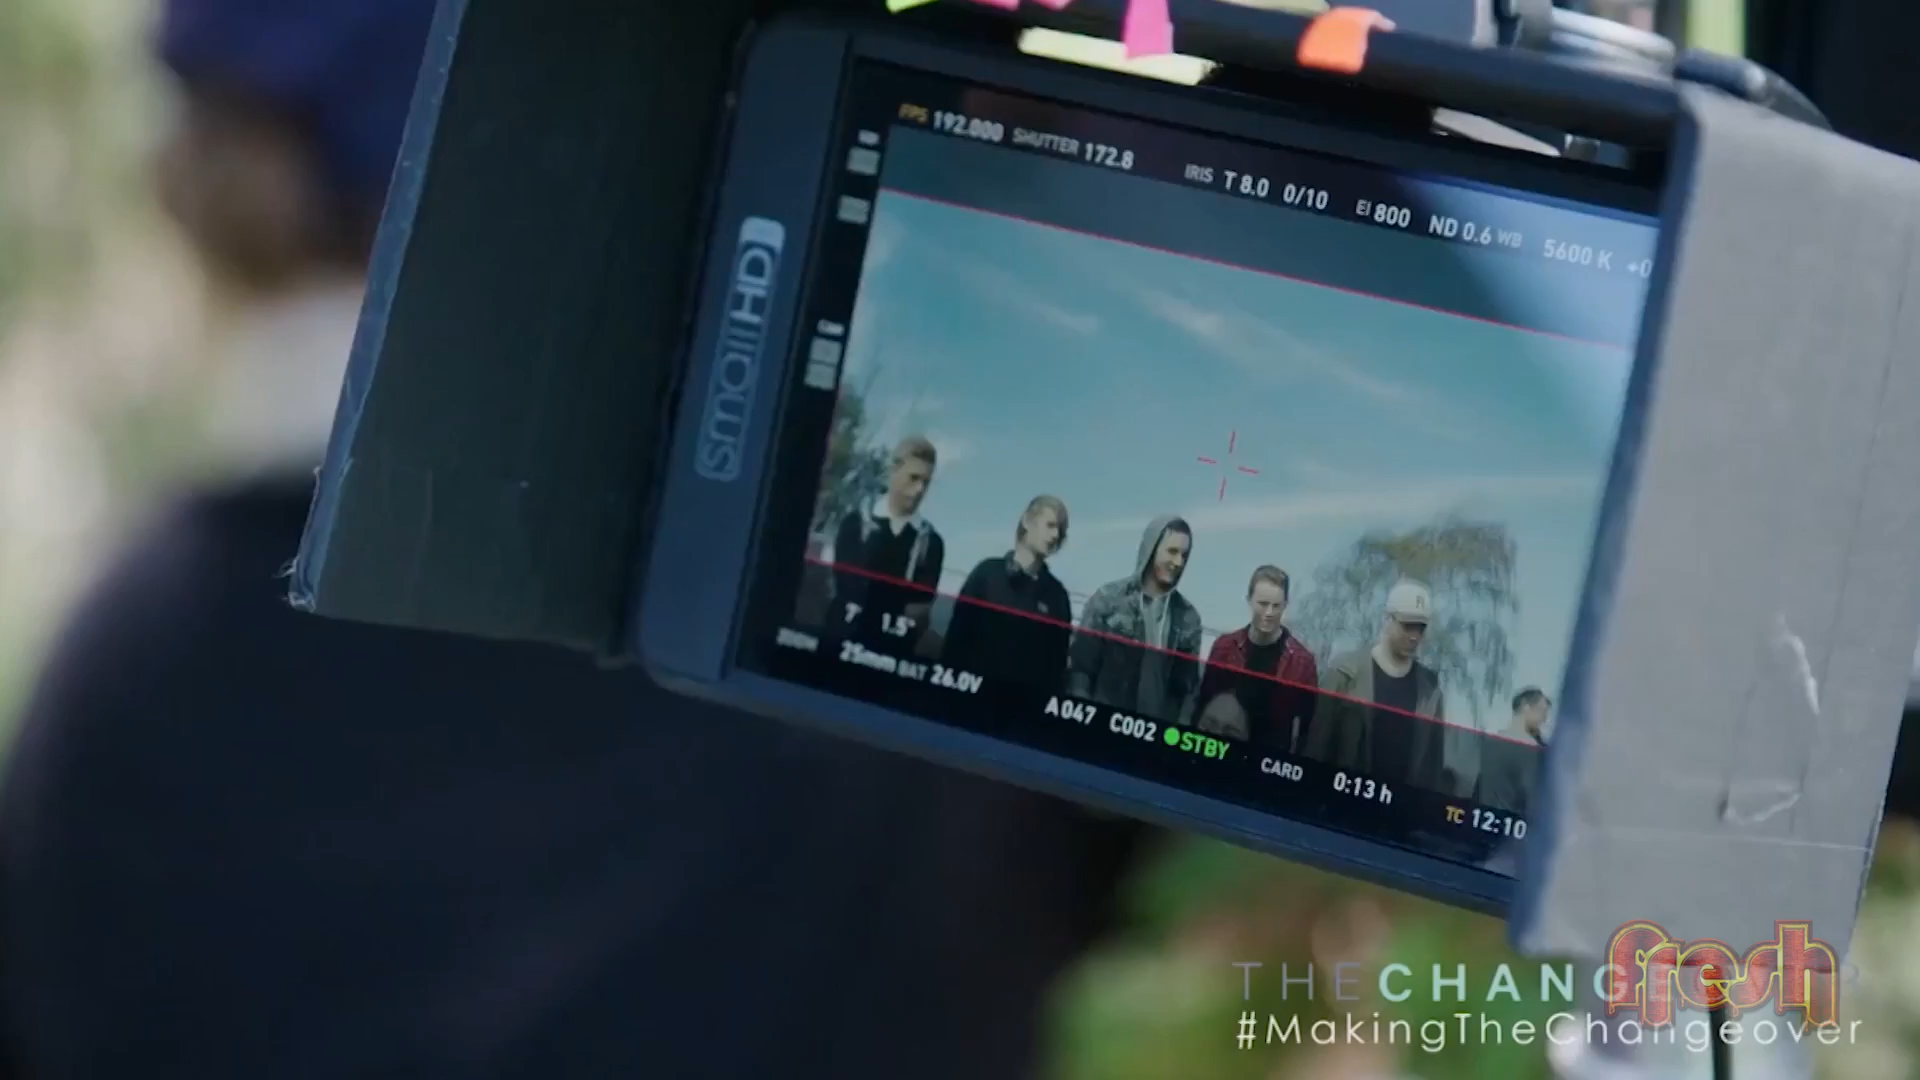 FPS 192.000 SHUTTER 172.8 IRIS T 8.0 0/10 EI 800 ND 0.6 WB 5600 K +0
smallHD
7' 1.5"
ZOOM 25mm BAT 26.0V
A047 C002 STBY CARD 0:13 h TC 12:10
THE CHANG
fresh
#MakingTheChangeover